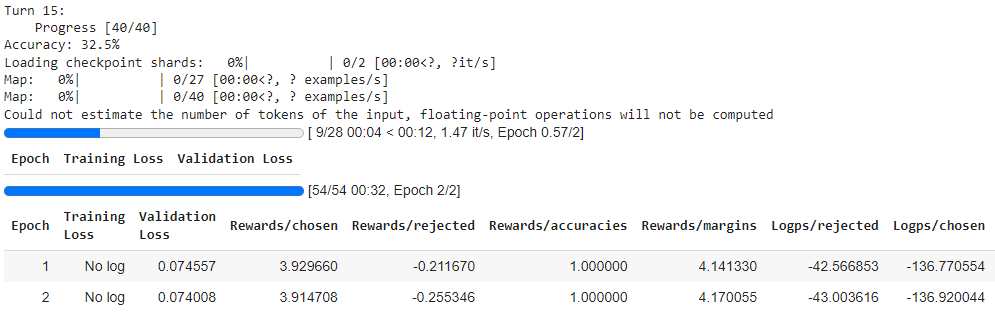 Turn 15:
Progress [40/40]
Accuracy: 32.5%
Loading checkpoint shards:   0%|          | 0/2 [00:00<?, ?it/s]
Map:   0%|          | 0/27 [00:00<?, ? examples/s]
Map:   0%|          | 0/40 [00:00<?, ? examples/s]
Could not estimate the number of tokens of the input, floating-point operations will not be computed
[ 9/28 00:04 < 00:12, 1.47 it/s, Epoch 0.57/2]
Epoch Training Loss Validation Loss
[54/54 00:32, Epoch 2/2]
Epoch Training Loss Validation Loss Rewards/chosen Rewards/rejected Rewards/accuracies Rewards/margins Logps/rejected Logps/chosen
1 No log 0.074557 3.929660 -0.211670 1.000000 4.141330 -42.566853 -136.770554
2 No log 0.074008 3.914708 -0.255346 1.000000 4.170055 -43.003616 -136.920044